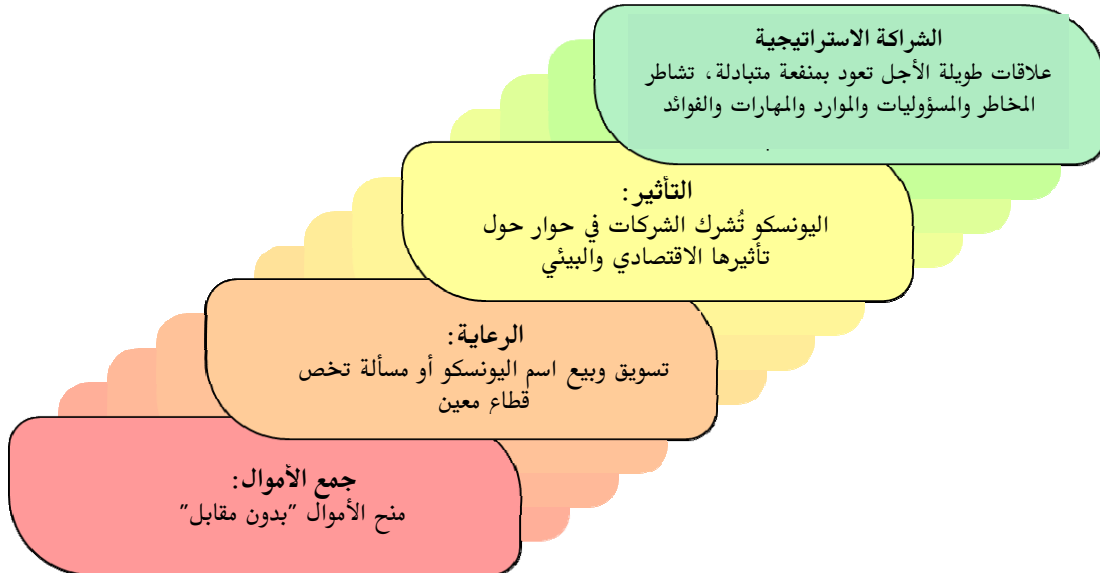 الشراكة الاستراتيجية
علاقات طويلة الأجل تعود بمنفعة متبادلة، تشاطر
المخاطر والمسؤوليات والموارد والمهارات والفوائد
.
التأثير:
اليونسكو تُشرك الشركات في حوار حول
تأثيرها الاقتصادي والبيئي
الرعاية:
تسويق وبيع اسم اليونسكو أو مسألة تخص
قطاع معين
جمع الأموال:
منح الأموال "بدون مقابل"